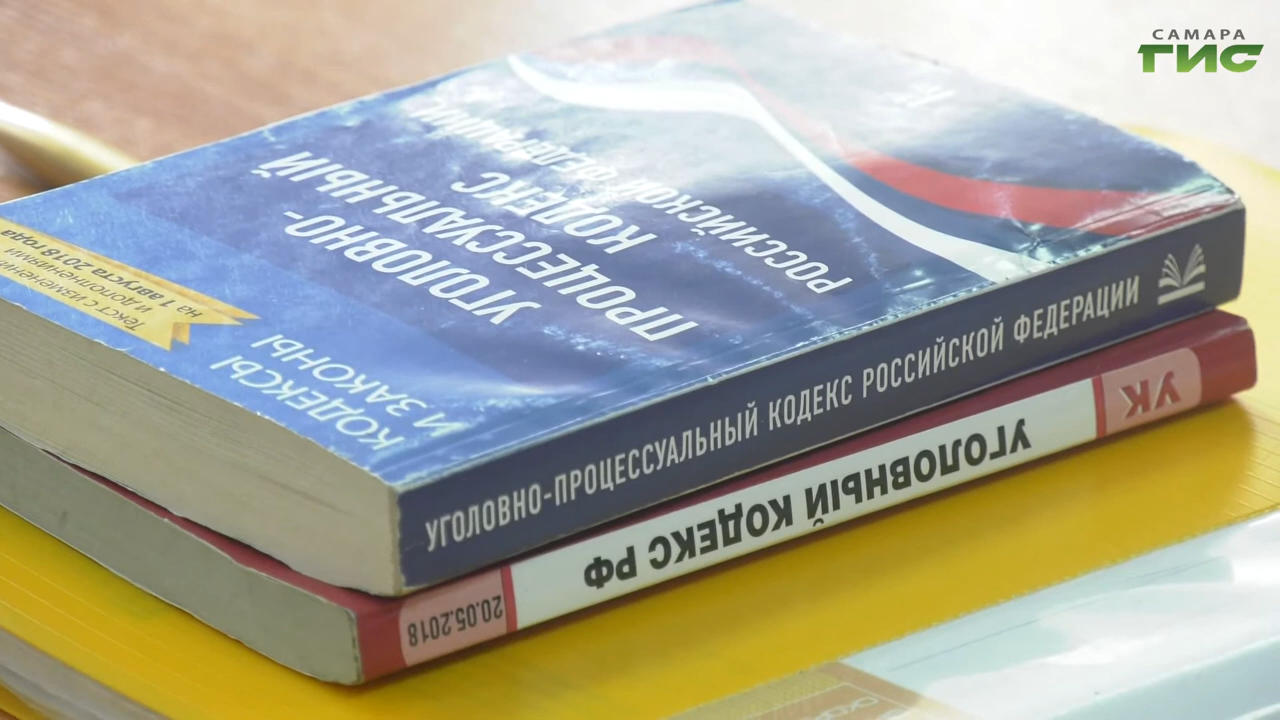 САМАРА
ГИС
УГОЛОВНО-
ПРОЦЕССУАЛЬНЫЙ
КОДЕКС
РОССИЙСКОЙ ФЕДЕРАЦИИ
Текст с изменениями
и дополнениями
на 1 августа 2018 года
КОДЕКСЫ
И ЗАКОНЫ
УГОЛОВНО-ПРОЦЕССУАЛЬНЫЙ КОДЕКС РОССИЙСКОЙ ФЕДЕРАЦИИ
УК
УГОЛОВНЫЙ КОДЕКС РФ
20.05.2018